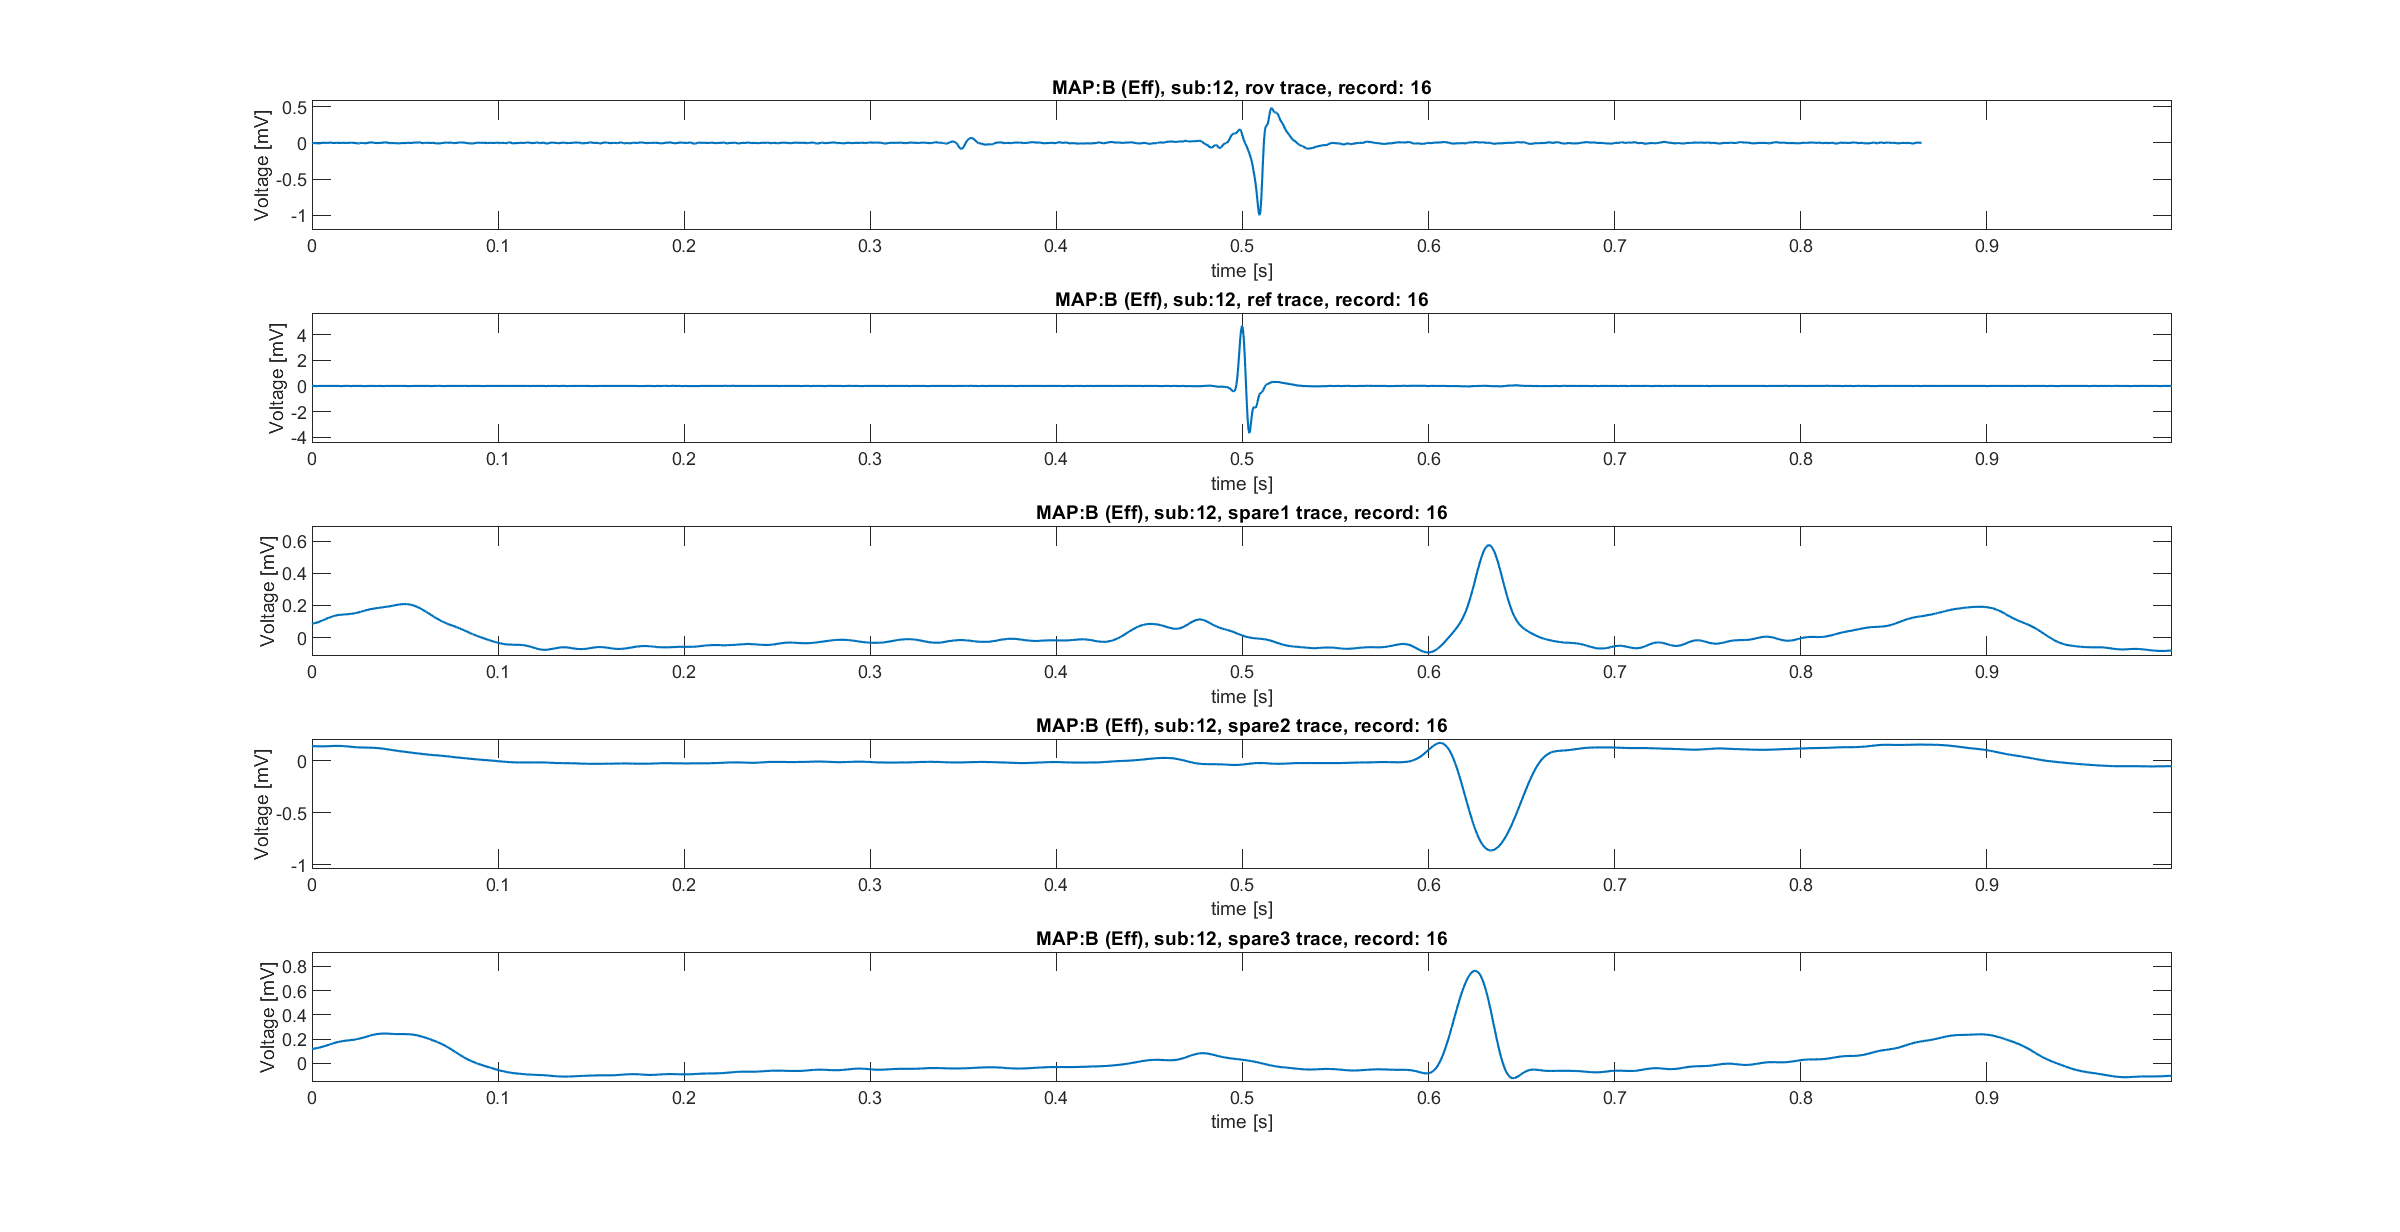 MAP:B (Eff), sub:12, rov trace, record: 16
Voltage [mV]
0.5
0
-0.5
-1
0 0.1 0.2 0.3 0.4 0.5 0.6 0.7 0.8 0.9
time [s]
MAP:B (Eff), sub:12, ref trace, record: 16
Voltage [mV]
4
2
0
-2
-4
0 0.1 0.2 0.3 0.4 0.5 0.6 0.7 0.8 0.9
time [s]
MAP:B (Eff), sub:12, spare1 trace, record: 16
Voltage [mV]
0.6
0.4
0.2
0
0 0.1 0.2 0.3 0.4 0.5 0.6 0.7 0.8 0.9
time [s]
MAP:B (Eff), sub:12, spare2 trace, record: 16
Voltage [mV]
0
-0.5
-1
0 0.1 0.2 0.3 0.4 0.5 0.6 0.7 0.8 0.9
time [s]
MAP:B (Eff), sub:12, spare3 trace, record: 16
Voltage [mV]
0.8
0.6
0.4
0.2
0
0 0.1 0.2 0.3 0.4 0.5 0.6 0.7 0.8 0.9
time [s]